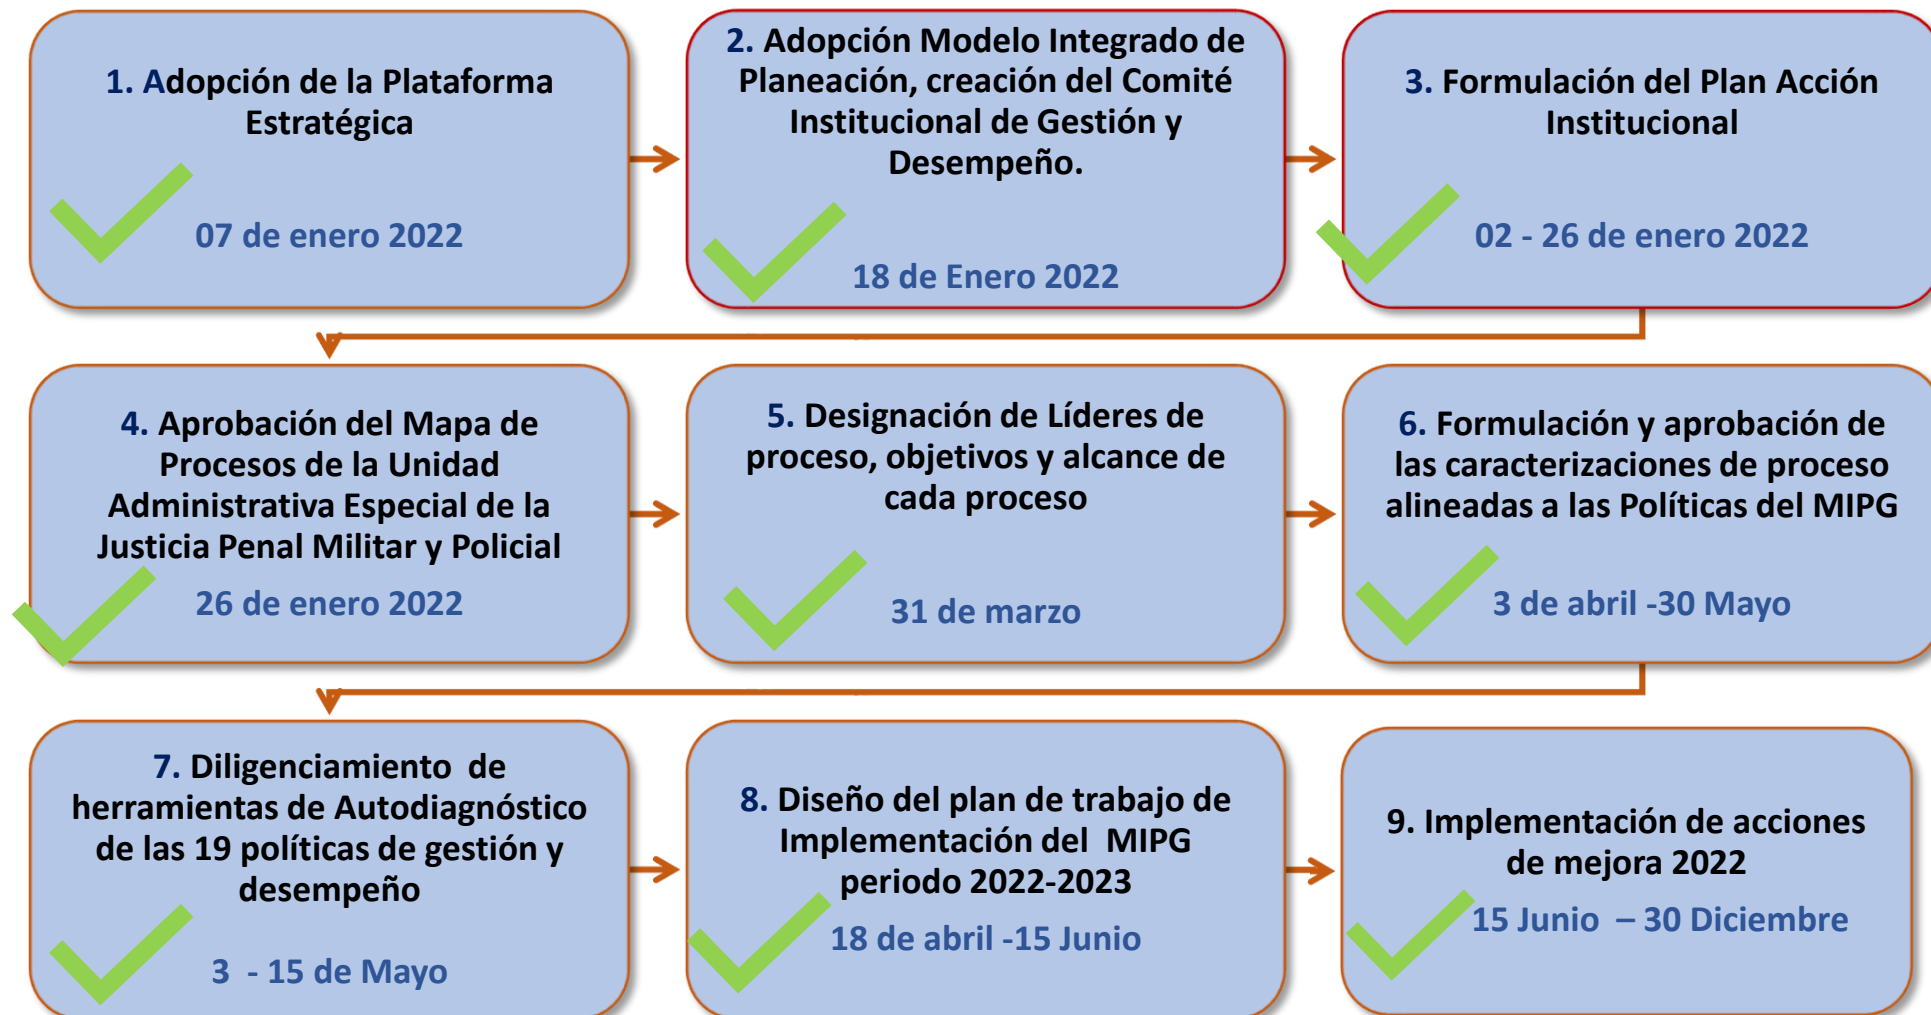 1. Adopción de la Plataforma
Estratégica
07 de enero 2022
2. Adopción Modelo Integrado de
Planeación, creación del Comité
Institucional de Gestión y
Desempeño.
18 de Enero 2022
3. Formulación del Plan Acción
Institucional
02 - 26 de enero 2022
4. Aprobación del Mapa de
Procesos de la Unidad
Administrativa Especial de la
Justicia Penal Militar y Policial
26 de enero 2022
5. Designación de Líderes de
proceso, objetivos y alcance de
cada proceso
31 de marzo
6. Formulación y aprobación de
las caracterizaciones de proceso
alineadas a las Políticas del MIPG
3 de abril -30 Mayo
7. Diligenciamiento de
herramientas de Autodiagnóstico
de las 19 políticas de gestión y
desempeño
3 - 15 de Mayo
8. Diseño del plan de trabajo de
Implementación del MIPG
periodo 2022-2023
18 de abril -15 Junio
9. Implementación de acciones
de mejora 2022
15 Junio – 30 Diciembre